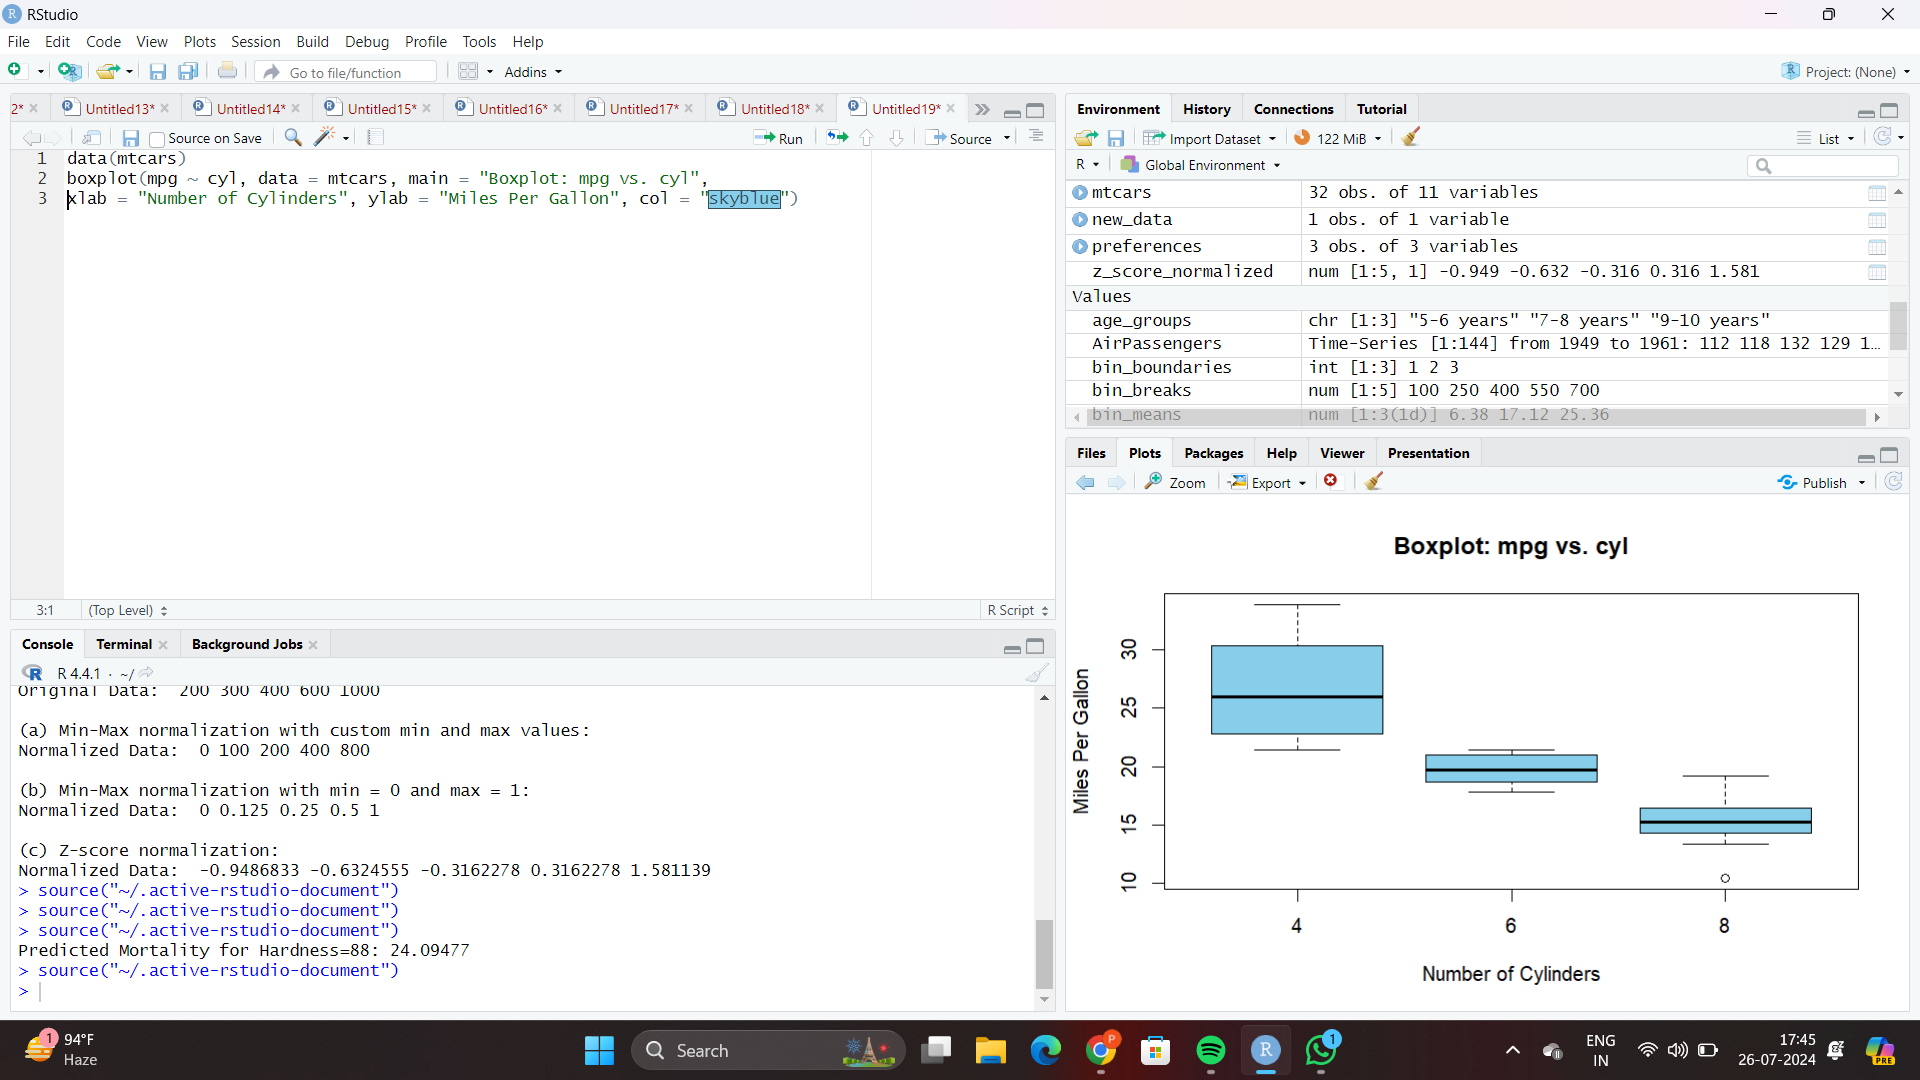 RStudio
File Edit Code View Plots Session Build Debug Profile Tools Help
Go to file/function Addins Project: (None)
2* Untitled13* Untitled14* Untitled15* Untitled16* Untitled17* Untitled18* Untitled19*
Source on Save Run Source
1 data(mtcars)
2 boxplot(mpg ~ cyl, data = mtcars, main = "Boxplot: mpg vs. cyl",
3 xlab = "Number of Cylinders", ylab = "Miles Per Gallon", col = "skyblue")
3:1 (Top Level) R Script
Console Terminal Background Jobs
R 4.4.1 · ~/
Original Data: 200 300 400 600 1000
(a) Min-Max normalization with custom min and max values:
Normalized Data: 0 100 200 400 800
(b) Min-Max normalization with min = 0 and max = 1:
Normalized Data: 0 0.125 0.25 0.5 1
(c) Z-score normalization:
Normalized Data: -0.9486833 -0.6324555 -0.3162278 0.3162278 1.581139
> source("~/.active-rstudio-document")
> source("~/.active-rstudio-document")
> source("~/.active-rstudio-document")
Predicted Mortality for Hardness=88: 24.09477
> source("~/.active-rstudio-document")
>
Environment History Connections Tutorial
Import Dataset 122 MiB List
R Global Environment
mtcars 32 obs. of 11 variables
new_data 1 obs. of 1 variable
preferences 3 obs. of 3 variables
z_score_normalized num [1:5, 1] -0.949 -0.632 -0.316 0.316 1.581
Values
age_groups chr [1:3] "5-6 years" "7-8 years" "9-10 years"
AirPassengers Time-Series [1:144] from 1949 to 1961: 112 118 132 129 1...
bin_boundaries int [1:3] 1 2 3
bin_breaks num [1:5] 100 250 400 550 700
bin_means num [1:3(1d)] 6.38 17.12 25.36
Files Plots Packages Help Viewer Presentation
Zoom Export Publish
Boxplot: mpg vs. cyl
Miles Per Gallon
30
25
20
15
10
4 6 8
Number of Cylinders
1 94°F
Haze
Search
P
R
1
ENG
IN
17:45
26-07-2024
PRE